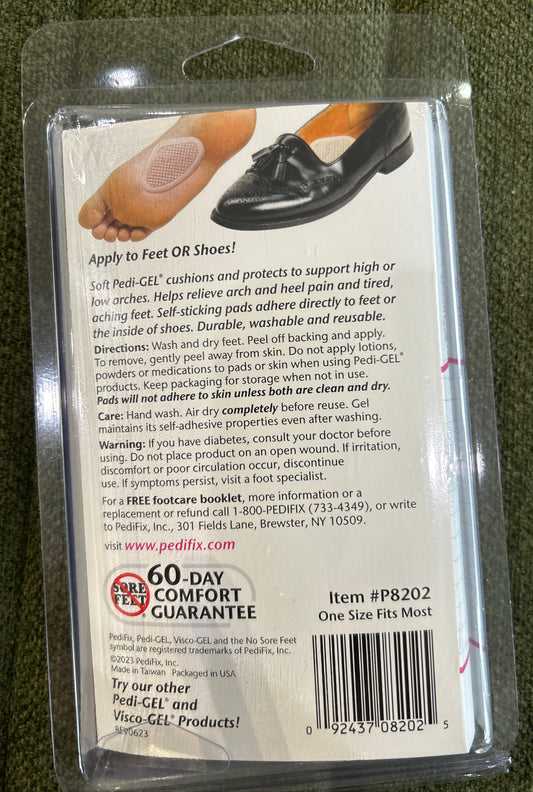 Apply to Feet OR Shoes!
Soft Pedi-GEL® cushions and protects to support high or
low arches. Helps relieve arch and heel pain and tired,
aching feet. Self-sticking pads adhere directly to feet or
the inside of shoes. Durable, washable and reusable.
Directions: Wash and dry feet. Peel off backing and apply.
To remove, gently peel away from skin. Do not apply lotions,
powders or medications to pads or skin when using Pedi-GEL®
products. Keep packaging for storage when not in use.
Pads will not adhere to skin unless both are clean and dry.
Care: Hand wash. Air dry completely before reuse. Gel
maintains its self-adhesive properties even after washing.
Warning: If you have diabetes, consult your doctor before
using. Do not place product on an open wound. If irritation,
discomfort or poor circulation occur, discontinue
use. If symptoms persist, visit a foot specialist.
For a FREE footcare booklet, more information or a
replacement or refund call 1-800-PEDIFIX (733-4349), or write
to PediFix, Inc., 301 Fields Lane, Brewster, NY 10509.
visit www.pedifix.com
SORE
FEET
®
60-DAY
COMFORT
GUARANTEE
Item #P8202
One Size Fits Most
PediFix, Pedi-GEL, Visco-GEL and the No Sore Feet
symbol are registered trademarks of PediFix, Inc.
©2023 PediFix, Inc.
Made in Taiwan Packaged in USA
Try our other
Pedi-GEL® and
Visco-GEL® Products!
REV0623
0 92437 08202 5